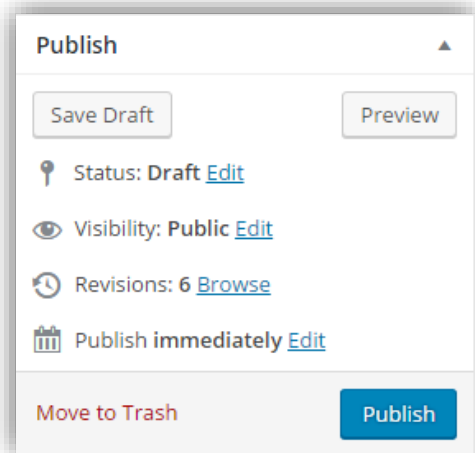 Publish
Save Draft Preview
Status: Draft Edit
Visibility: Public Edit
Revisions: 6 Browse
Publish immediately Edit
Move to Trash Publish